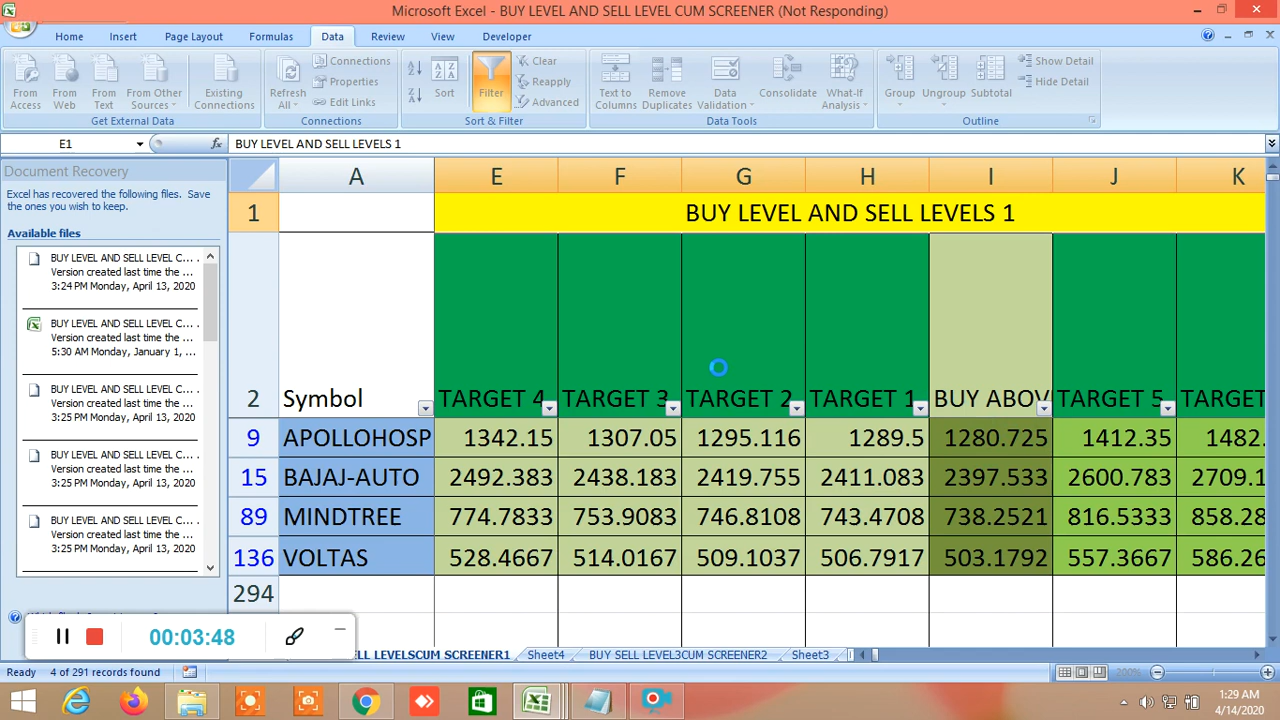 Microsoft Excel - BUY LEVEL AND SELL LEVEL CUM SCREENER (Not Responding)
Home Insert Page Layout Formulas Data Review View Developer
From Access
From Web
From Text
From Other Sources
Existing Connections
Get External Data
Refresh All
Connections
Properties
Edit Links
Connections
Sort
Filter
Clear
Reapply
Advanced
Sort & Filter
Text to Columns
Remove Duplicates
Data Validation
Consolidate
What-If Analysis
Data Tools
Group
Ungroup
Subtotal
Show Detail
Hide Detail
Outline
E1 fx BUY LEVEL AND SELL LEVELS 1
Document Recovery
Excel has recovered the following files. Save
the ones you wish to keep.
Available files
BUY LEVEL AND SELL LEVEL C... .
Version created last time the ...
3:24 PM Monday, April 13, 2020
BUY LEVEL AND SELL LEVEL C... .
Version created last time the ...
5:30 AM Monday, January 1, ...
BUY LEVEL AND SELL LEVEL C... .
Version created last time the ...
3:25 PM Monday, April 13, 2020
BUY LEVEL AND SELL LEVEL C... .
Version created last time the ...
3:25 PM Monday, April 13, 2020
BUY LEVEL AND SELL LEVEL C... .
Version created last time the ...
3:25 PM Monday, April 13, 2020
A E F G H I J K
1 BUY LEVEL AND SELL LEVELS 1
2 Symbol TARGET 4 TARGET 3 TARGET 2 TARGET 1 BUY ABOV TARGET 5 TARGET
9 APOLLOHOSP 1342.15 1307.05 1295.116 1289.5 1280.725 1412.35 1482.
15 BAJAJ-AUTO 2492.383 2438.183 2419.755 2411.083 2397.533 2600.783 2709.1
89 MINDTREE 774.7833 753.9083 746.8108 743.4708 738.2521 816.5333 858.28
136 VOLTAS 528.4667 514.0167 509.1037 506.7917 503.1792 557.3667 586.26
294
00:03:48
LEVELSCUM SCREENER1 Sheet4 BUY SELL LEVEL3CUM SCREENER2 Sheet3
Ready 4 of 291 records found 200%
1:29 AM
4/14/2020